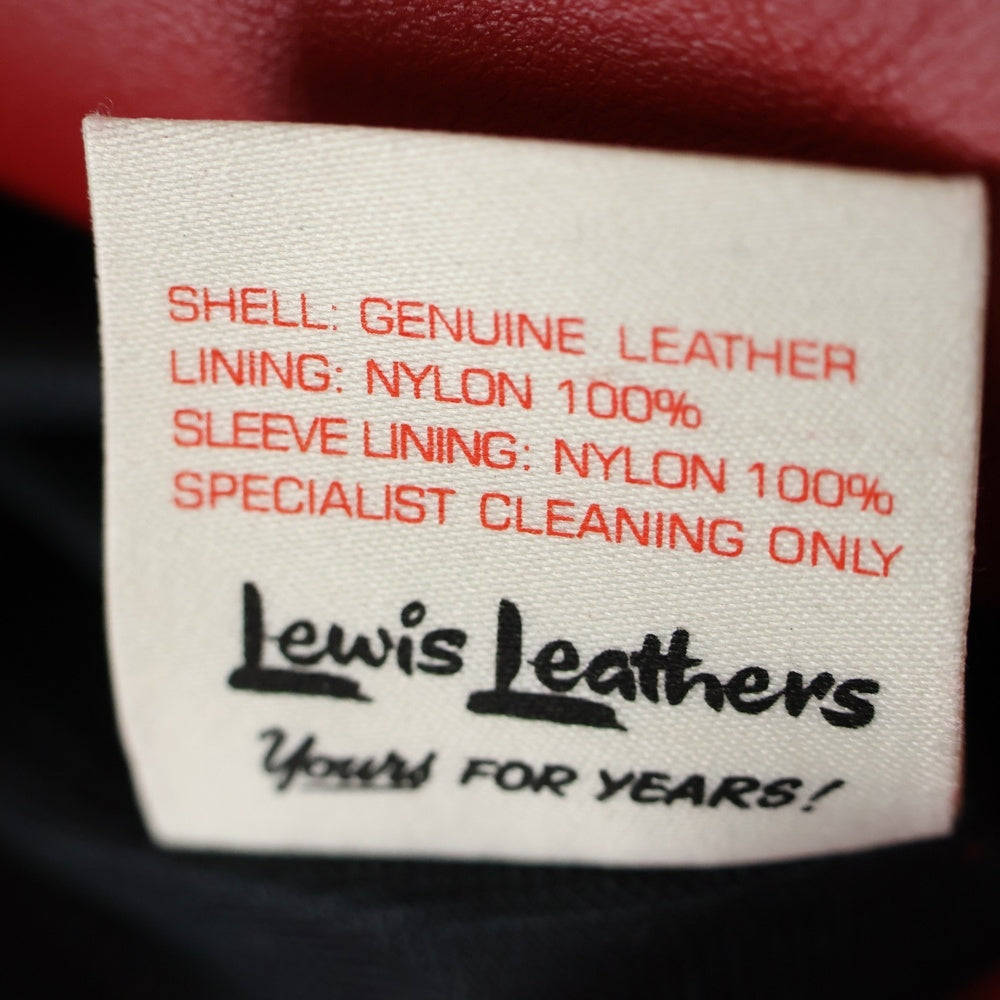 SHELL: GENUINE LEATHER
LINING: NYLON 100%
SLEEVE LINING: NYLON 100%
SPECIALIST CLEANING ONLY
Lewis Leathers
Yours FOR YEARS!